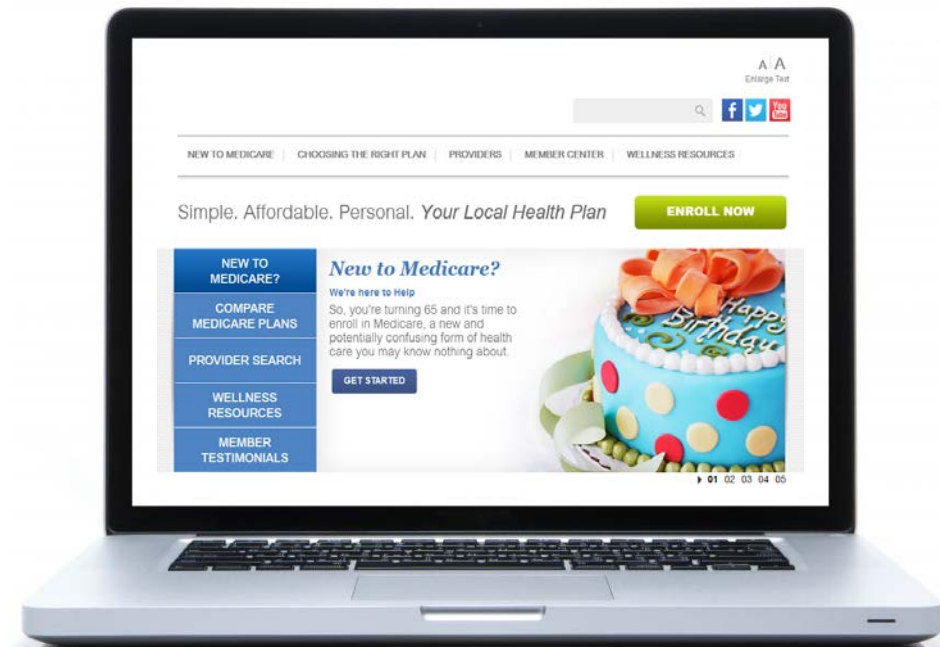 A A
Enlarge Text
f You Tube
NEW TO MEDICARE CHOOSING THE RIGHT PLAN PROVIDERS MEMBER CENTER WELLNESS RESOURCES
Simple. Affordable. Personal. Your Local Health Plan
ENROLL NOW
NEW TO
MEDICARE?
COMPARE
MEDICARE PLANS
PROVIDER SEARCH
WELLNESS
RESOURCES
MEMBER
TESTIMONIALS
New to Medicare?
We're here to Help
So, you're turning 65 and it's time to
enroll in Medicare, a new and
potentially confusing form of health
care you may know nothing about.
GET STARTED
Happy
Birthday
01 02 03 04 05